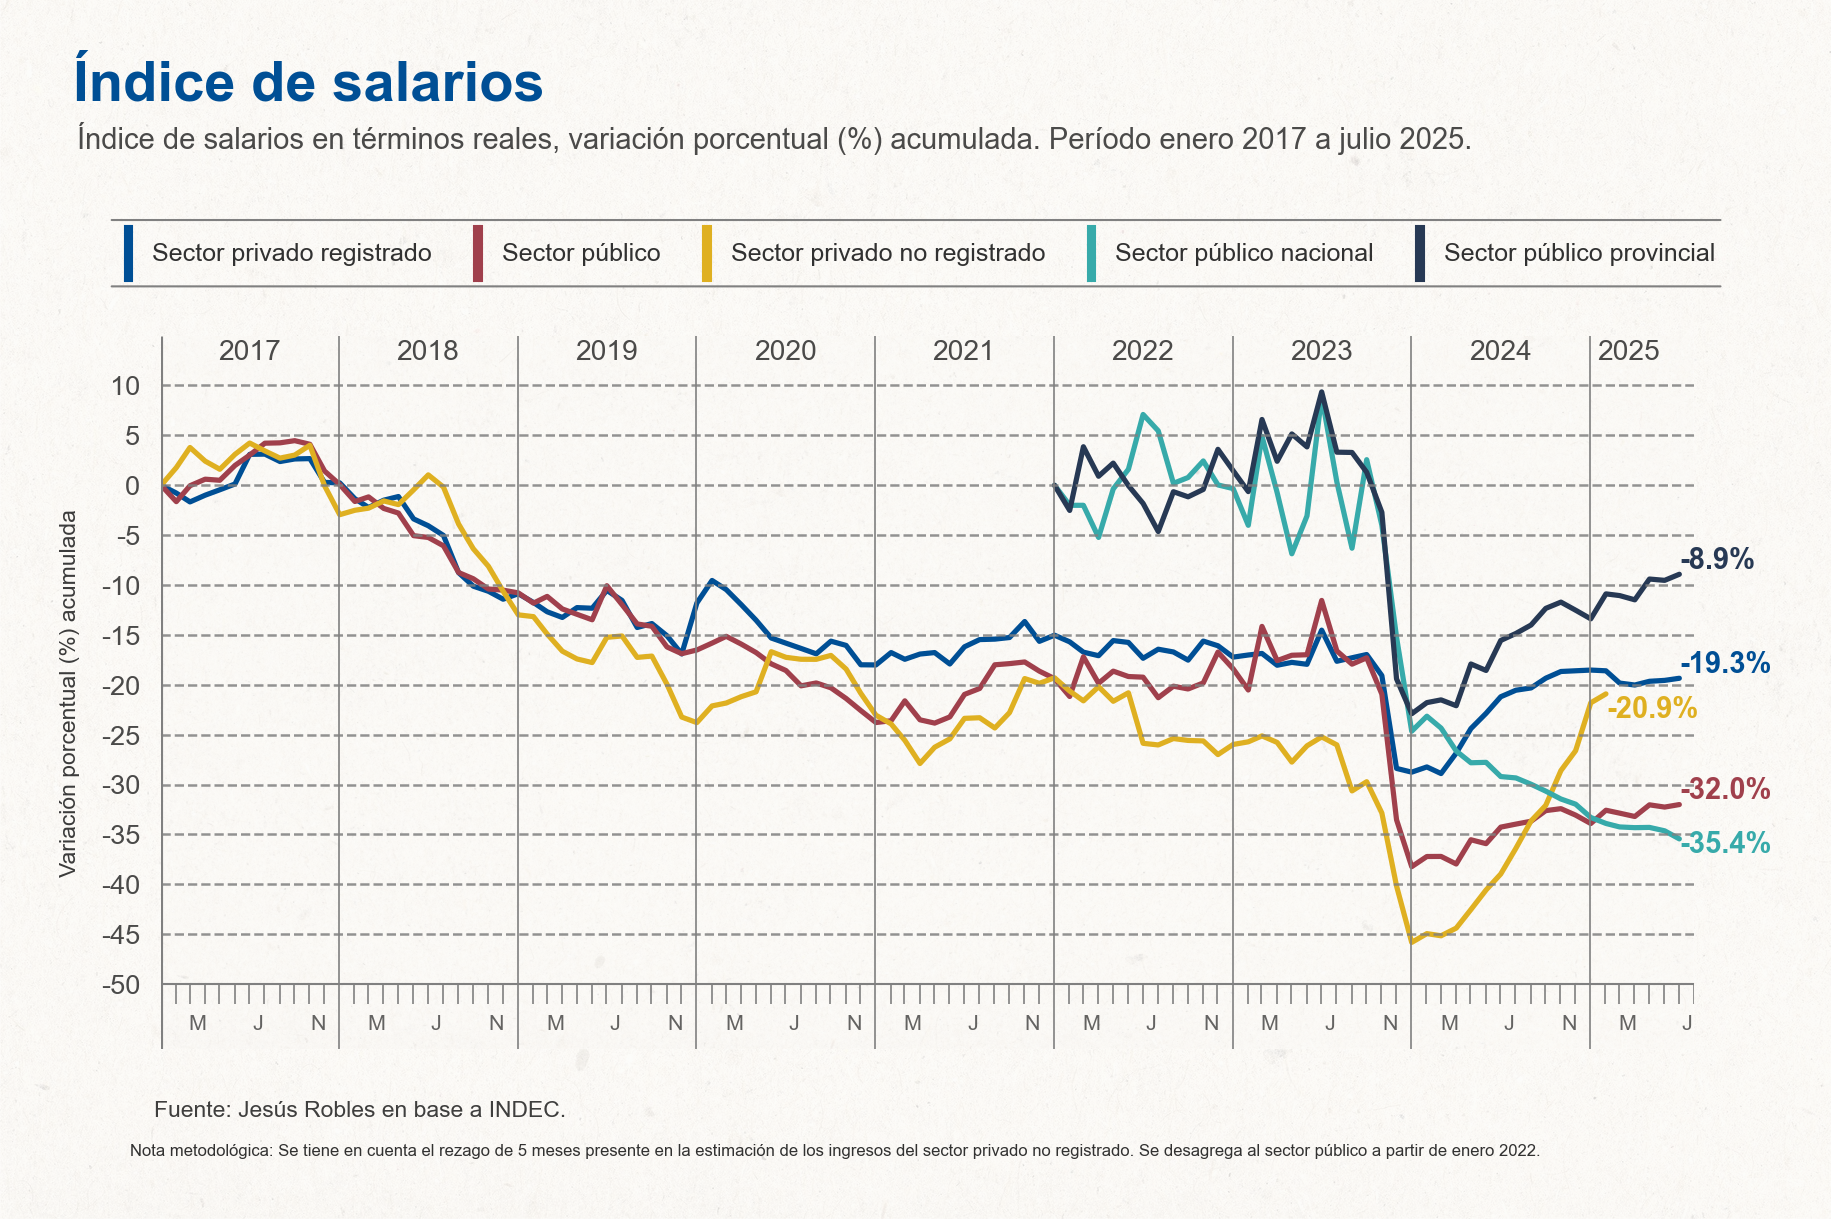 Índice de salarios
Índice de salarios en términos reales, variación porcentual (%) acumulada. Período enero 2017 a julio 2025.
Sector privado registrado
Sector público
Sector privado no registrado
Sector público nacional
Sector público provincial
2017
2018
2019
2020
2021
2022
2023
2024
2025
Variación porcentual (%) acumulada
10
5
0
-5
-10
-15
-20
-25
-30
-35
-40
-45
-50
-8.9%
-19.3%
-20.9%
-32.0%
-35.4%
M J N M J N M J N M J N M J N M J N M J N M J N M J
Fuente: Jesús Robles en base a INDEC.
Nota metodológica: Se tiene en cuenta el rezago de 5 meses presente en la estimación de los ingresos del sector privado no registrado. Se desagrega al sector público a partir de enero 2022.